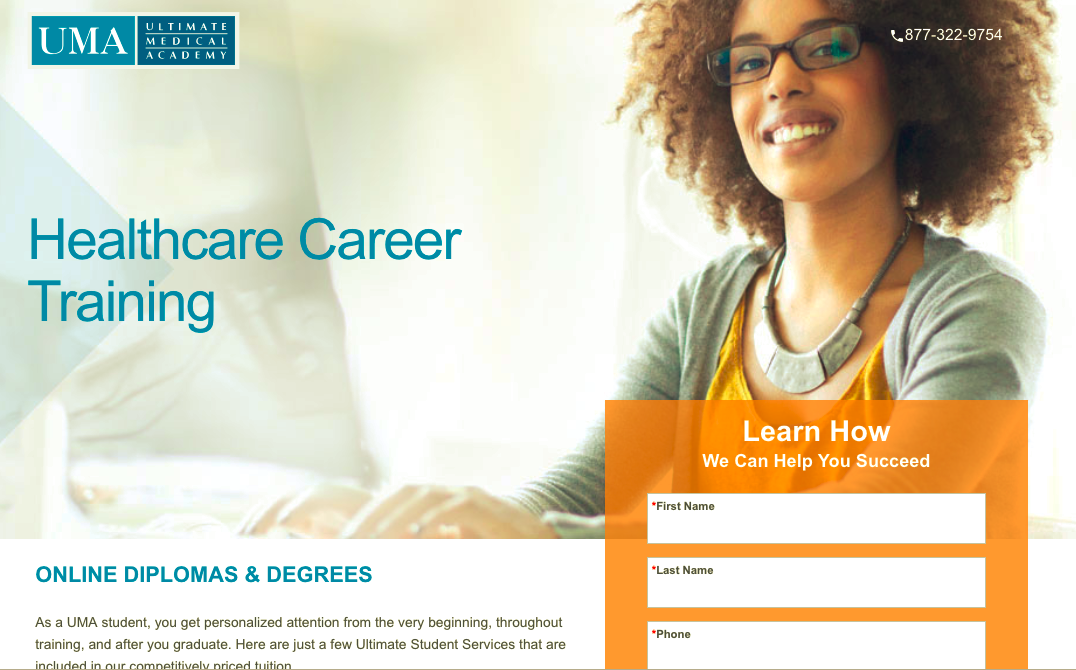 UMA
ULTIMATE
MEDICAL
ACADEMY
877-322-9754
Healthcare Career
Training
Learn How
We Can Help You Succeed
*First Name
*Last Name
*Phone
ONLINE DIPLOMAS & DEGREES
As a UMA student, you get personalized attention from the very beginning, throughout
training, and after you graduate. Here are just a few Ultimate Student Services that are
included in our competitively priced tuition